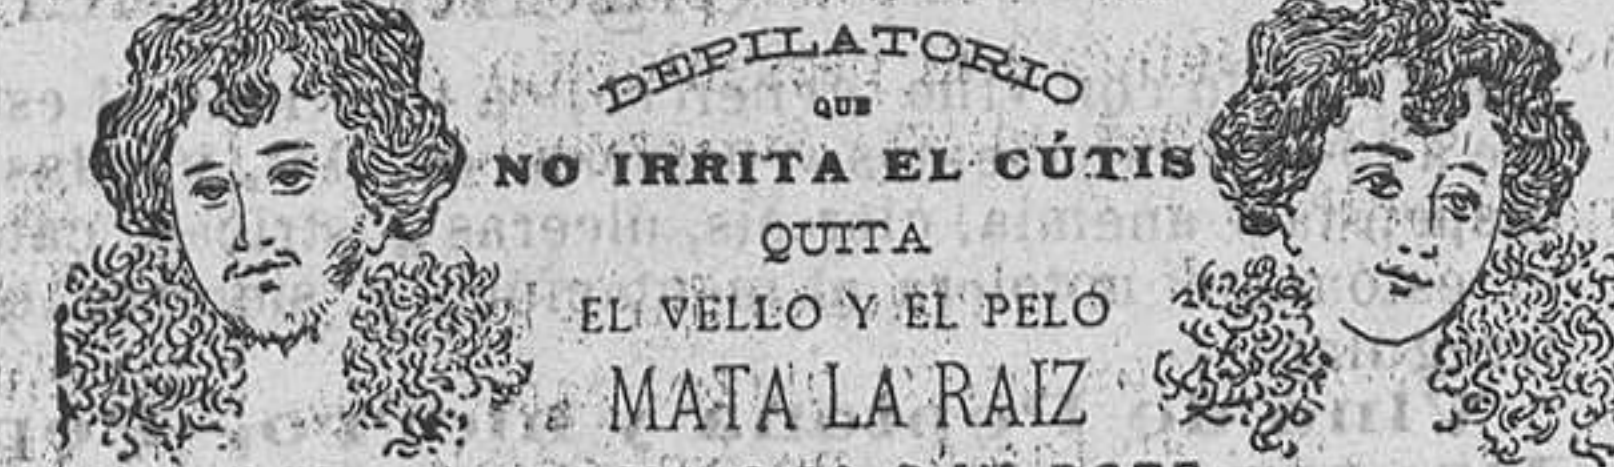 DEPILATORIO
QUE
NO IRRITA EL CÚTIS
QUITA
EL VELLO Y EL PELO
MATA LA RAIZ